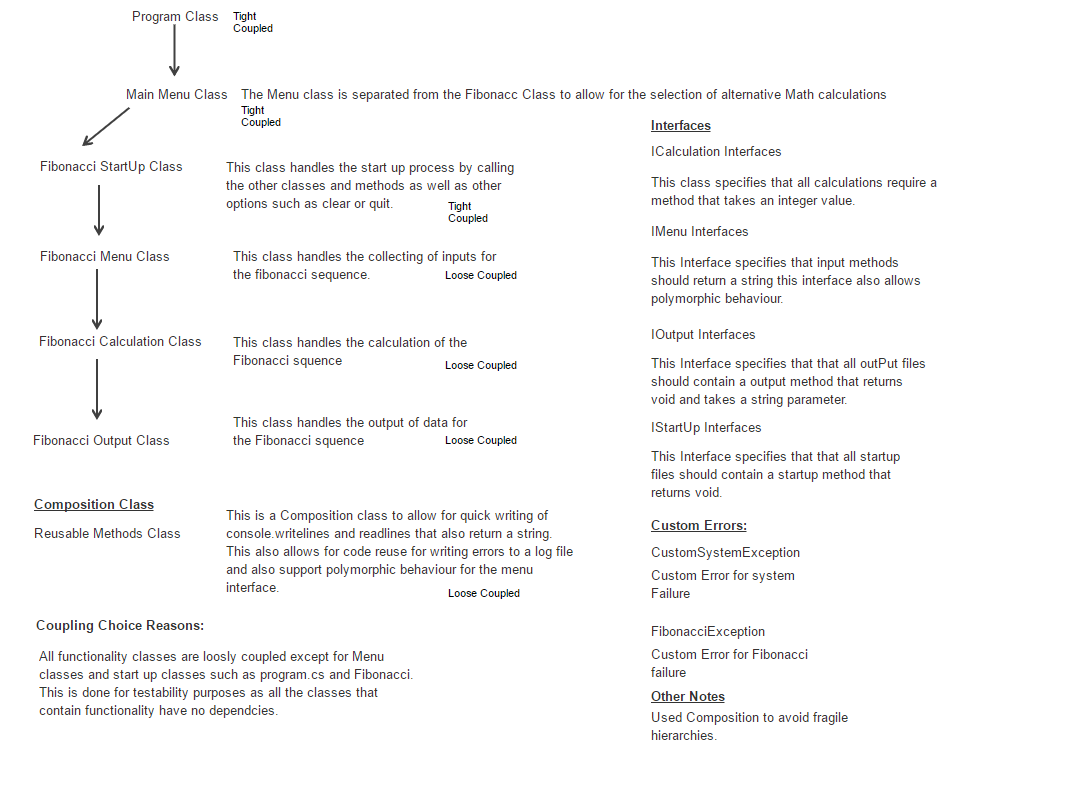 Program Class
Tight
Coupled
Main Menu Class
The Menu class is separated from the Fibonacc Class to allow for the selection of alternative Math calculations
Tight
Coupled
Fibonacci StartUp Class
This class handles the start up process by calling
the other classes and methods as well as other
options such as clear or quit.
Tight
Coupled
Fibonacci Menu Class
This class handles the collecting of inputs for
the fibonacci sequence.
Loose Coupled
Fibonacci Calculation Class
This class handles the calculation of the
Fibonacci squence
Loose Coupled
Fibonacci Output Class
This class handles the output of data for
the Fibonacci squence
Loose Coupled
Composition Class
Reusable Methods Class
This is a Composition class to allow for quick writing of
console.writelines and readlines that also return a string.
This also allows for code reuse for writing errors to a log file
and also support polymorphic behaviour for the menu
interface.
Loose Coupled
Coupling Choice Reasons:
All functionality classes are loosly coupled except for Menu
classes and start up classes such as program.cs and Fibonacci.
This is done for testability purposes as all the classes that
contain functionality have no dependcies.
Interfaces
ICalculation Interfaces
This class specifies that all calculations require a
method that takes an integer value.
IMenu Interfaces
This Interface specifies that input methods
should return a string this interface also allows
polymorphic behaviour.
IOutput Interfaces
This Interface specifies that that all outPut files
should contain a output method that returns
void and takes a string parameter.
IStartUp Interfaces
This Interface specifies that that all startup
files should contain a startup method that
returns void.
Custom Errors:
CustomSystemException
Custom Error for system
Failure
FibonacciException
Custom Error for Fibonacci
failure
Other Notes
Used Composition to avoid fragile
hierarchies.